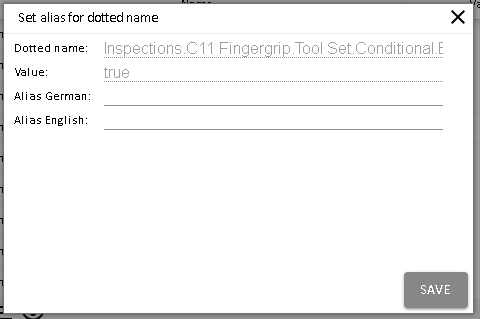 Name
Set alias for dotted name
Dotted name: Inspections.C11 Fingergrip.Tool Set.Conditional.E
Value: true
Alias German:
Alias English:
SAVE